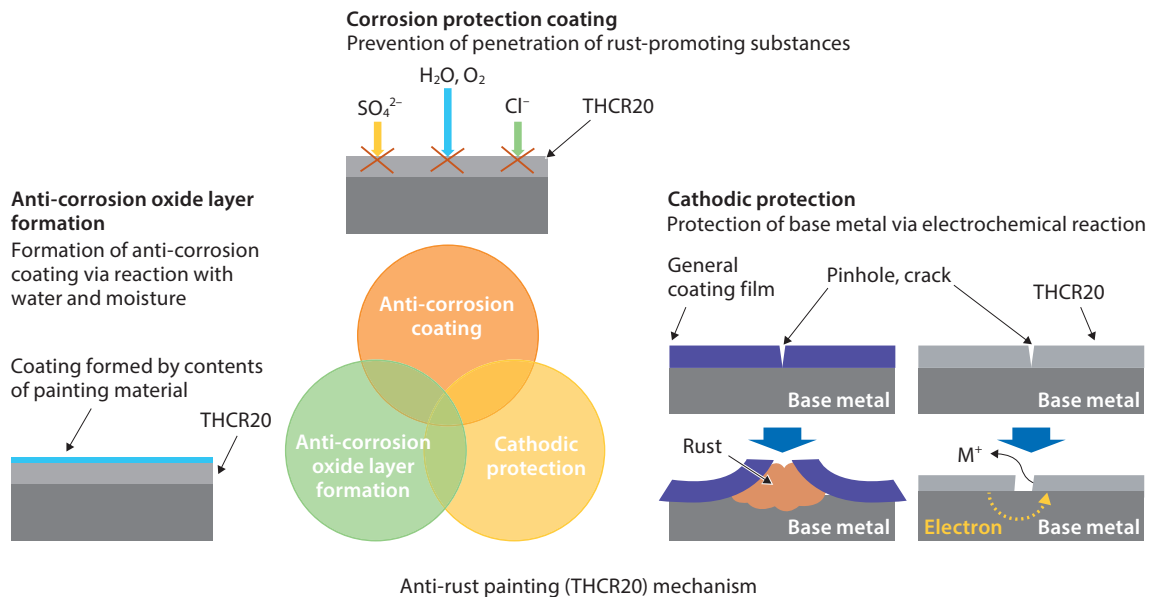 Corrosion protection coating
Prevention of penetration of rust-promoting substances
H₂O, O₂
SO₄²⁻
Cl⁻
THCR20
Anti-corrosion oxide layer
formation
Formation of anti-corrosion
coating via reaction with
water and moisture
Coating formed by contents
of painting material
THCR20
Anti-corrosion
coating
Anti-corrosion
oxide layer
formation
Cathodic
protection
Cathodic protection
Protection of base metal via electrochemical reaction
General
coating film
Pinhole, crack
THCR20
Base metal
Base metal
Rust
M⁺
Base metal
Electron
Base metal
Anti-rust painting (THCR20) mechanism